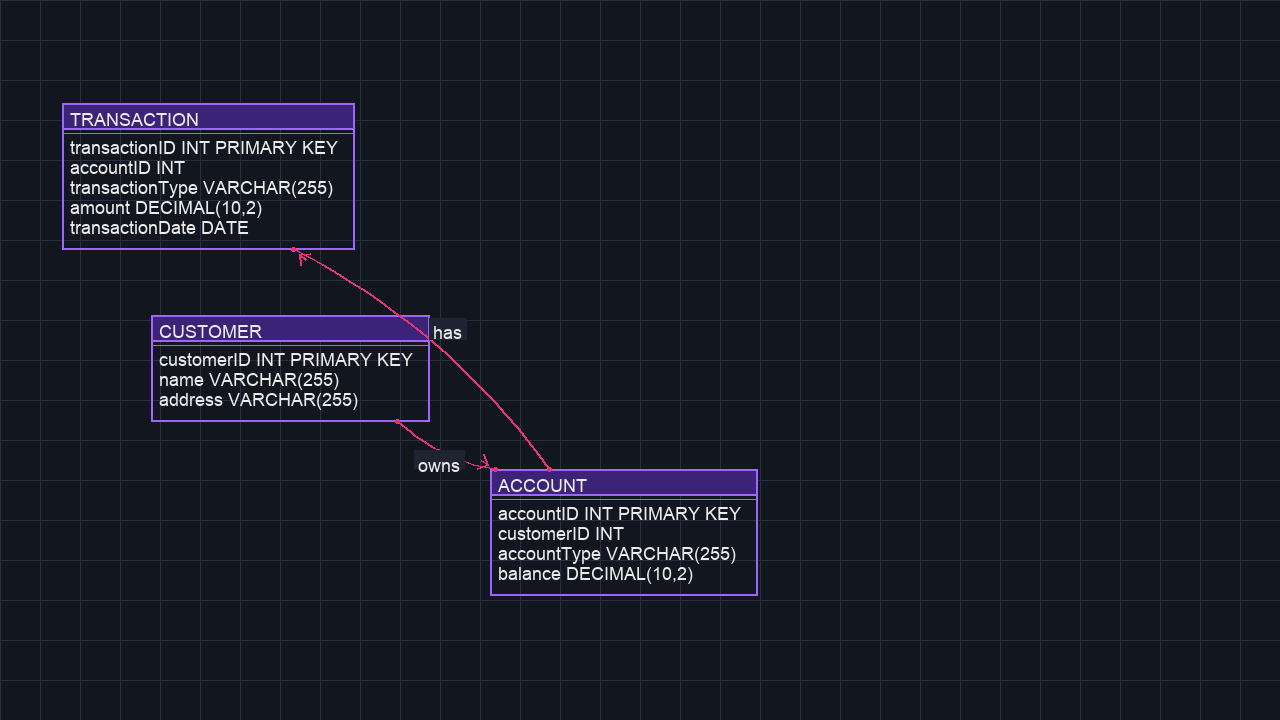 TRANSACTION
transactionID INT PRIMARY KEY
accountID INT
transactionType VARCHAR(255)
amount DECIMAL(10,2)
transactionDate DATE
CUSTOMER
customerID INT PRIMARY KEY
name VARCHAR(255)
address VARCHAR(255)
has
owns
ACCOUNT
accountID INT PRIMARY KEY
customerID INT
accountType VARCHAR(255)
balance DECIMAL(10,2)